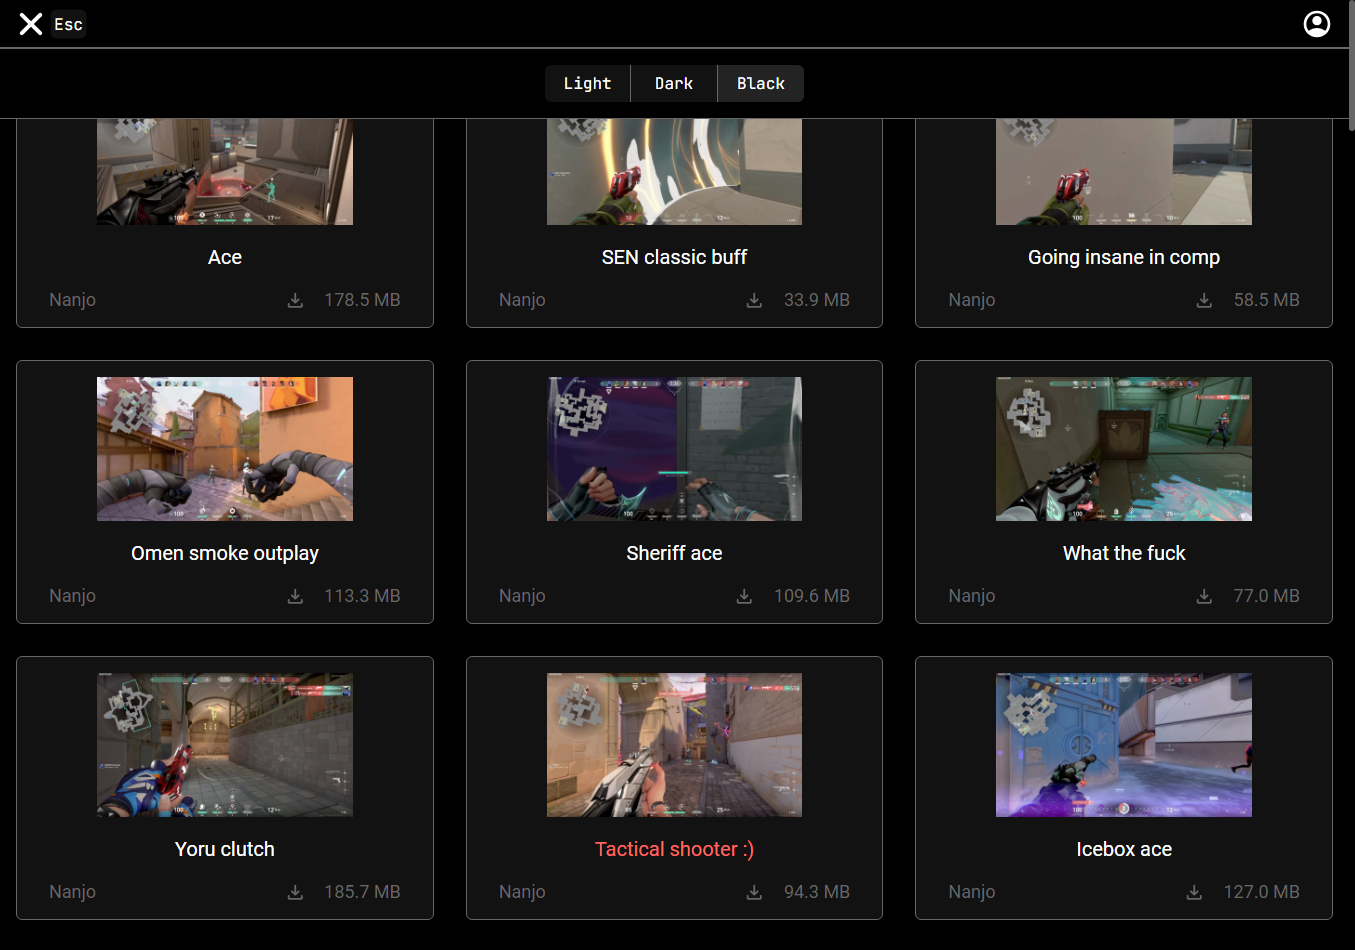 Esc
Light Dark Black
Ace
Nanjo 178.5 MB
SEN classic buff
Nanjo 33.9 MB
Going insane in comp
Nanjo 58.5 MB
Omen smoke outplay
Nanjo 113.3 MB
Sheriff ace
Nanjo 109.6 MB
What the fuck
Nanjo 77.0 MB
Yoru clutch
Nanjo 185.7 MB
Tactical shooter :)
Nanjo 94.3 MB
Icebox ace
Nanjo 127.0 MB